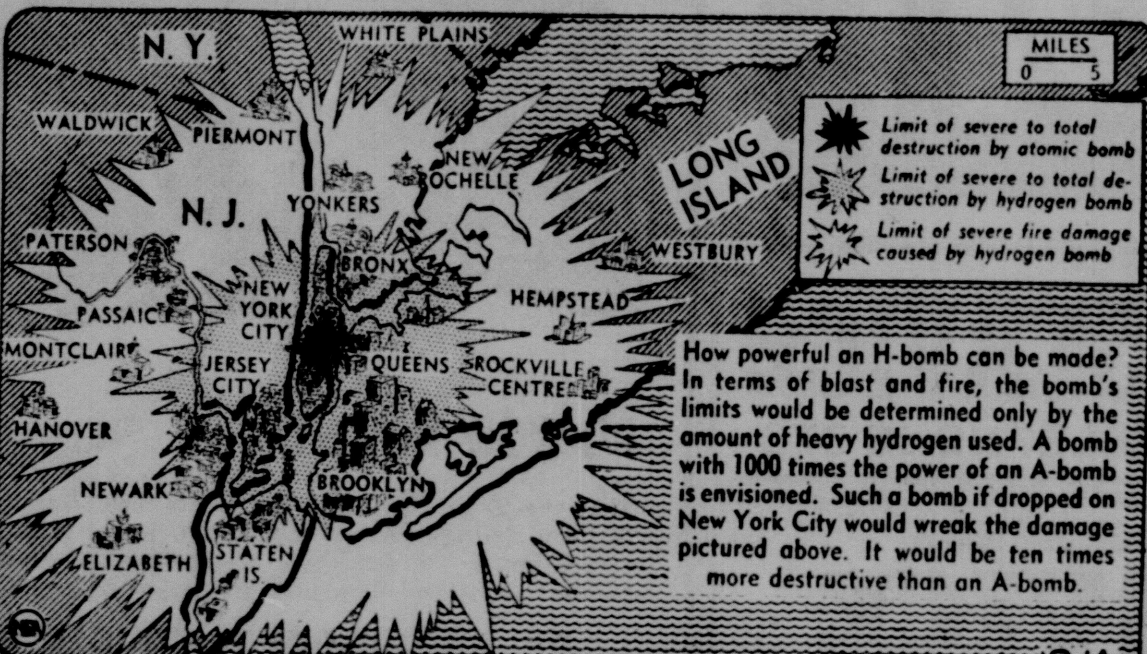 N. Y.
WHITE PLAINS
MILES
0 5
WALDWICK
PIERMONT
NEW
ROCHELLE
LONG
ISLAND
Limit of severe to total
destruction by atomic bomb
Limit of severe to total de-
struction by hydrogen bomb
Limit of severe fire damage
caused by hydrogen bomb
N. J.
YONKERS
PATERSON
BRONX
WESTBURY
NEW
YORK
CITY
HEMPSTEAD
PASSAIC
MONTCLAIR
JERSEY
CITY
QUEENS
ROCKVILLE
CENTRE
HANOVER
NEWARK
BROOKLYN
ELIZABETH
STATEN
IS.
How powerful an H-bomb can be made?
In terms of blast and fire, the bomb's
limits would be determined only by the
amount of heavy hydrogen used. A bomb
with 1000 times the power of an A-bomb
is envisioned. Such a bomb if dropped on
New York City would wreak the damage
pictured above. It would be ten times
more destructive than an A-bomb.